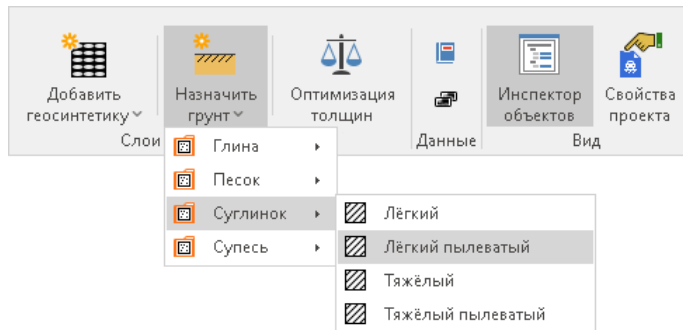 Добавить
геосинтетику
Назначить
грунт
Оптимизация
толщин
Инспектор
объектов
Свойства
проекта
Слои
Данные
Вид
Глина
Песок
Суглинок
Супесь
Лёгкий
Лёгкий пылеватый
Тяжёлый
Тяжёлый пылеватый